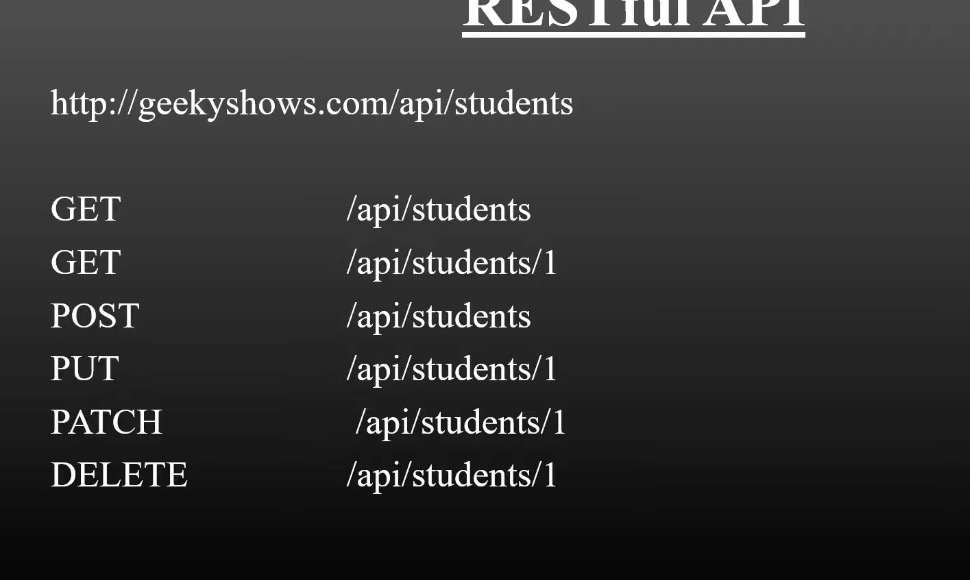 RESTful API
http://geekyshows.com/api/students
GET /api/students
GET /api/students/1
POST /api/students
PUT /api/students/1
PATCH /api/students/1
DELETE /api/students/1